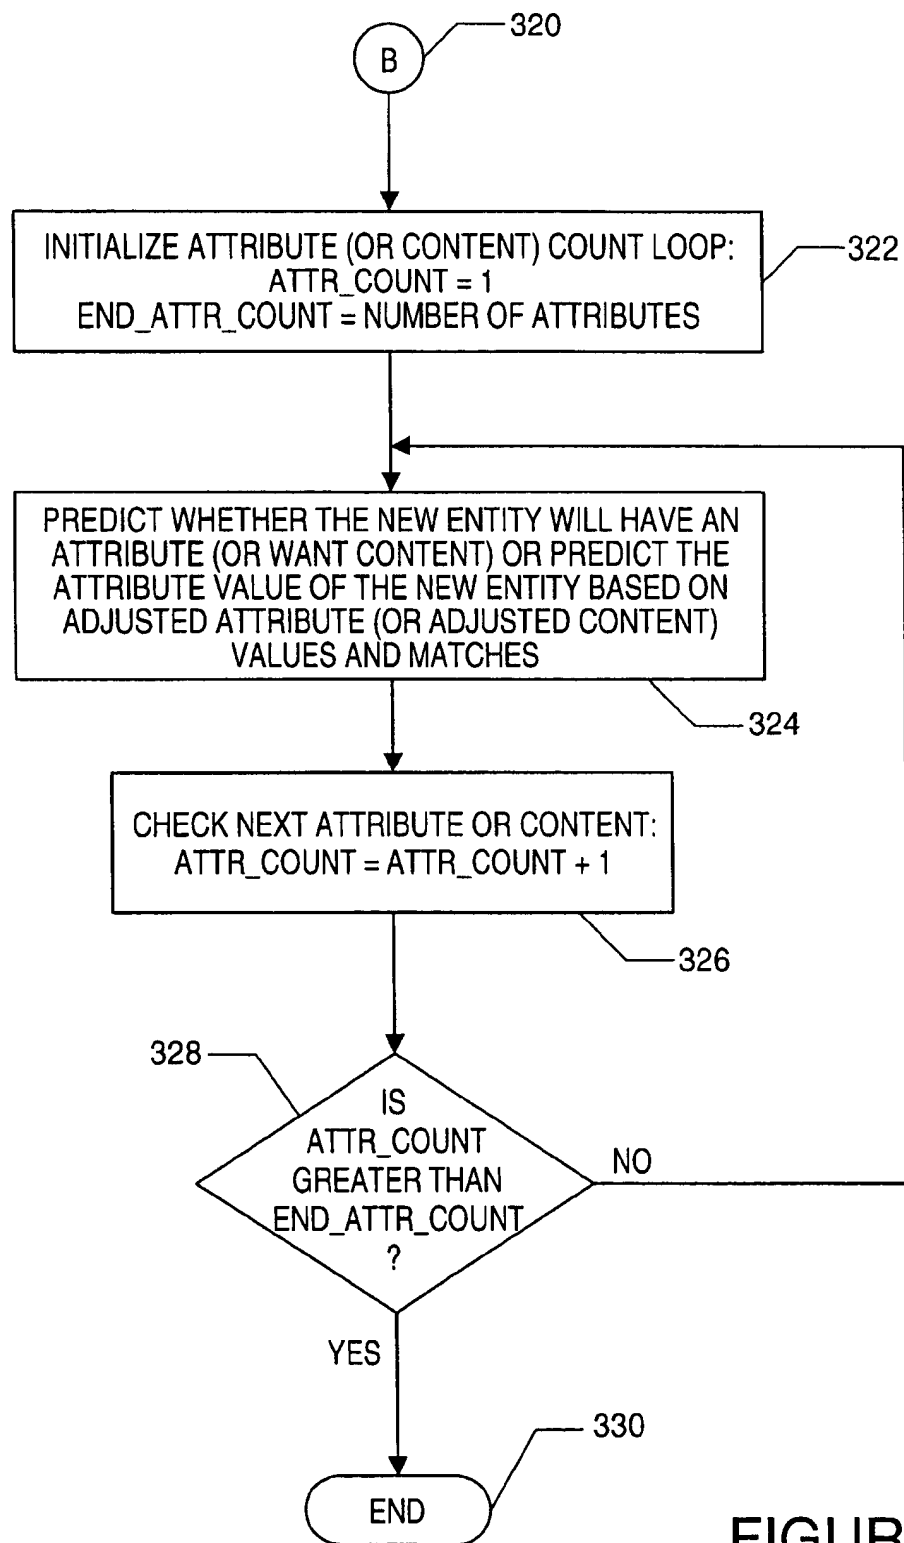 320
B
INITIALIZE ATTRIBUTE (OR CONTENT) COUNT LOOP:
ATTR_COUNT = 1
END_ATTR_COUNT = NUMBER OF ATTRIBUTES
322
PREDICT WHETHER THE NEW ENTITY WILL HAVE AN
ATTRIBUTE (OR WANT CONTENT) OR PREDICT THE
ATTRIBUTE VALUE OF THE NEW ENTITY BASED ON
ADJUSTED ATTRIBUTE (OR ADJUSTED CONTENT)
VALUES AND MATCHES
324
CHECK NEXT ATTRIBUTE OR CONTENT:
ATTR_COUNT = ATTR_COUNT + 1
326
328
IS
ATTR_COUNT
GREATER THAN
END_ATTR_COUNT
?
NO
YES
330
END